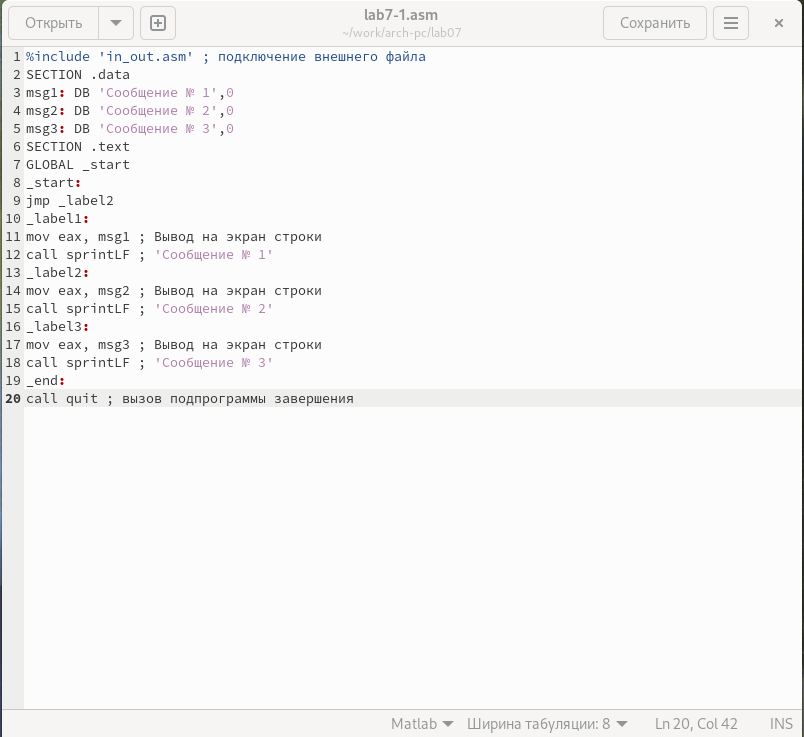 Открыть
lab7-1.asm
~/work/arch-pc/lab07
Сохранить
1 %include 'in_out.asm' ; подключение внешнего файла
2 SECTION .data
3 msg1: DB 'Сообщение № 1',0
4 msg2: DB 'Сообщение № 2',0
5 msg3: DB 'Сообщение № 3',0
6 SECTION .text
7 GLOBAL _start
8 _start:
9 jmp _label2
10 _label1:
11 mov eax, msg1 ; Вывод на экран строки
12 call sprintLF ; 'Сообщение № 1'
13 _label2:
14 mov eax, msg2 ; Вывод на экран строки
15 call sprintLF ; 'Сообщение № 2'
16 _label3:
17 mov eax, msg3 ; Вывод на экран строки
18 call sprintLF ; 'Сообщение № 3'
19 _end:
20 call quit ; вызов подпрограммы завершения
Matlab Ширина табуляции: 8 Ln 20, Col 42 INS